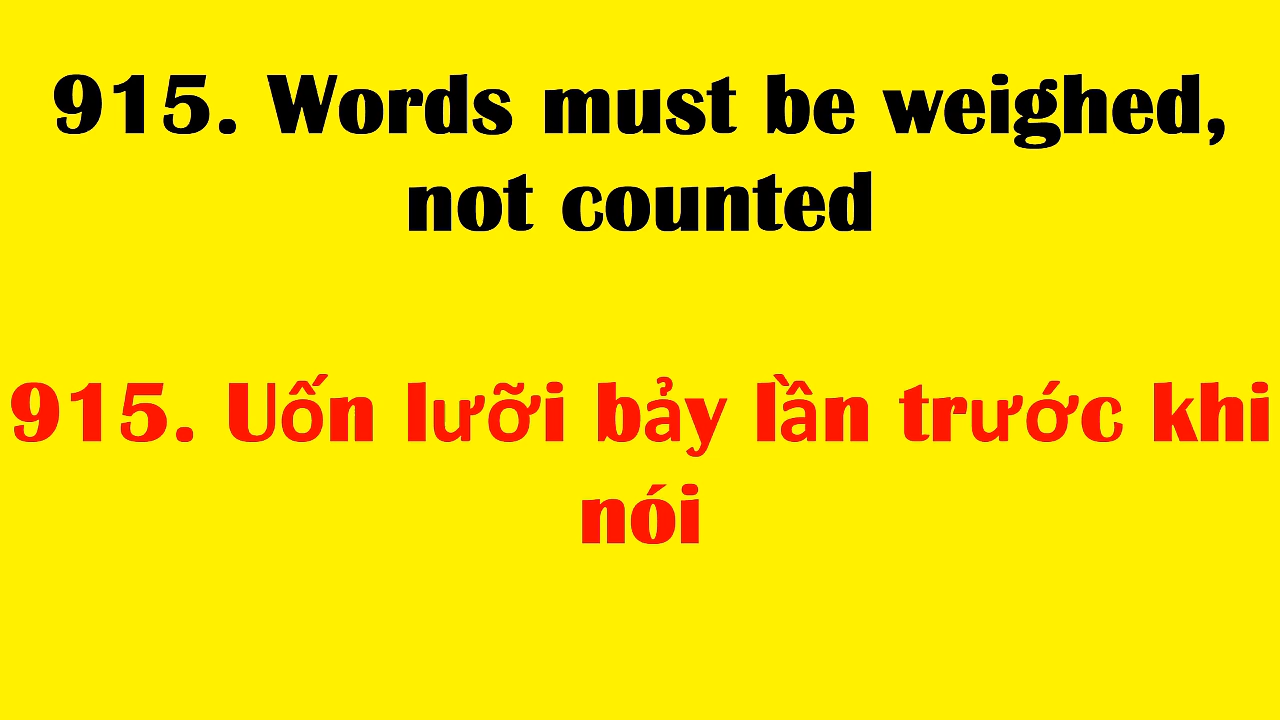 915. Words must be weighed,
not counted
915. Uốn lưỡi bảy lần trước khi
nói